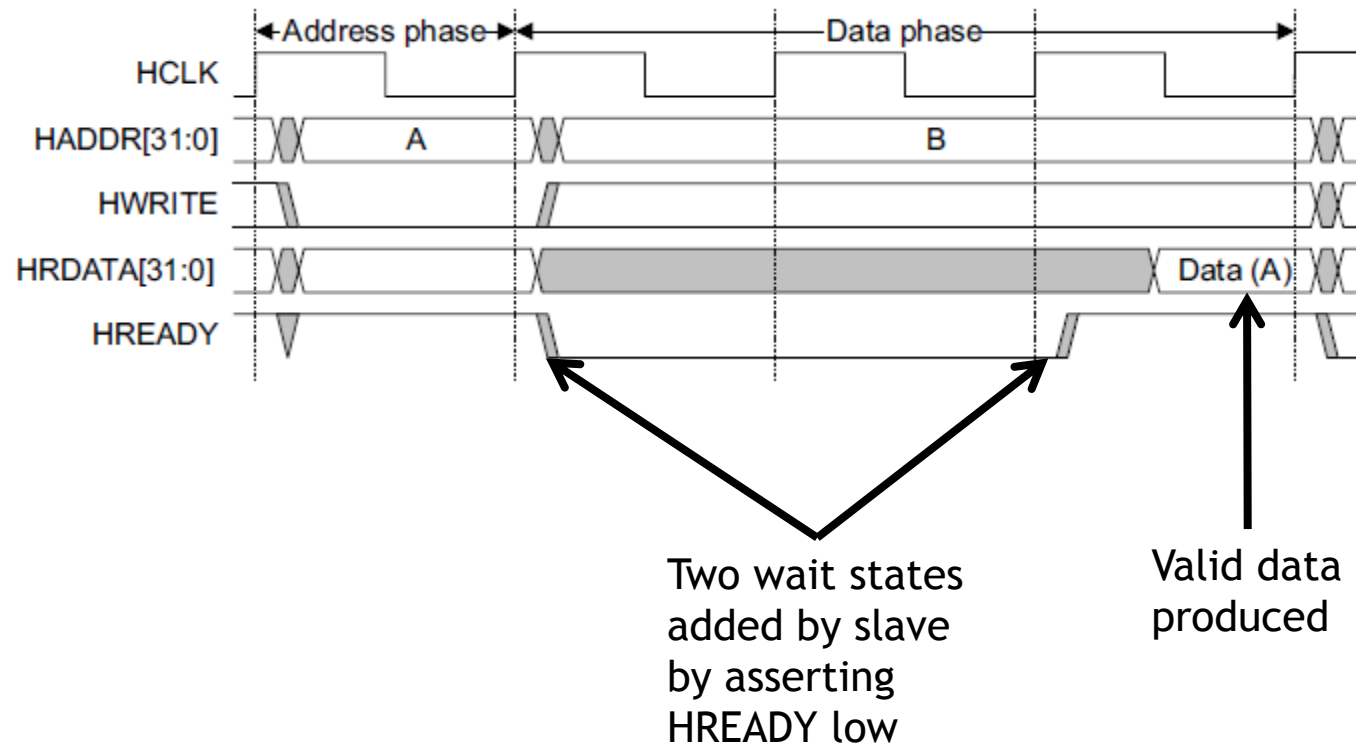 Address phase
Data phase
HCLK
HADDR[31:0]
A
B
HWRITE
HRDATA[31:0]
Data (A)
HREADY
Two wait states
added by slave
by asserting
HREADY low
Valid data
produced